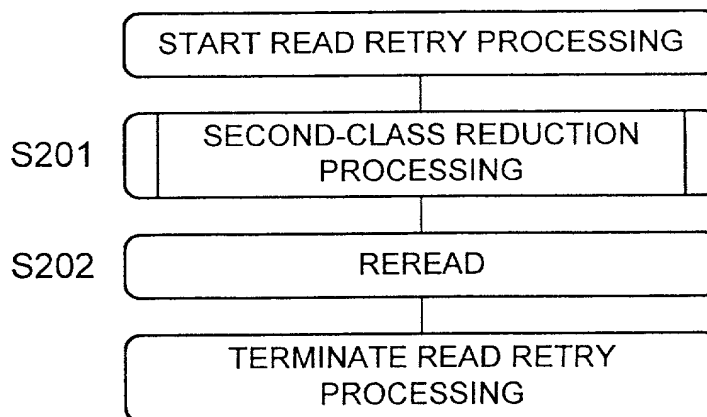 START READ RETRY PROCESSING
S201
SECOND-CLASS REDUCTION
PROCESSING
S202
REREAD
TERMINATE READ RETRY
PROCESSING